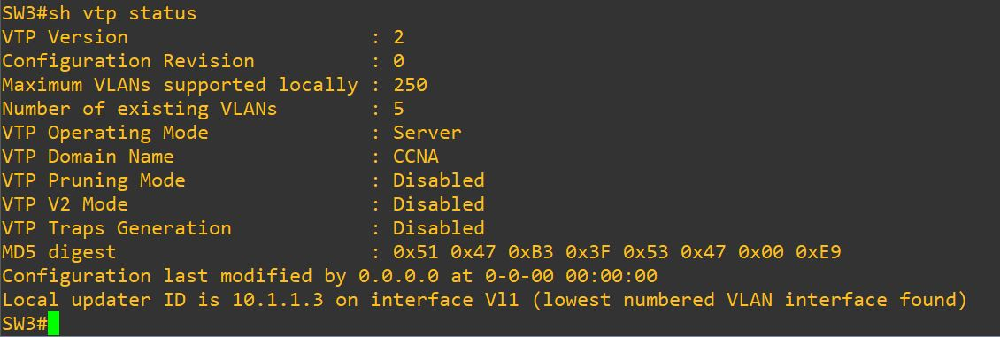 SW3#sh vtp status
VTP Version                     : 2
Configuration Revision          : 0
Maximum VLANs supported locally : 250
Number of existing VLANs        : 5
VTP Operating Mode              : Server
VTP Domain Name                 : CCNA
VTP Pruning Mode                : Disabled
VTP V2 Mode                     : Disabled
VTP Traps Generation            : Disabled
MD5 digest                      : 0x51 0x47 0xB3 0x3F 0x53 0x47 0x00 0xE9
Configuration last modified by 0.0.0.0 at 0-0-00 00:00:00
Local updater ID is 10.1.1.3 on interface Vl1 (lowest numbered VLAN interface found)
SW3#